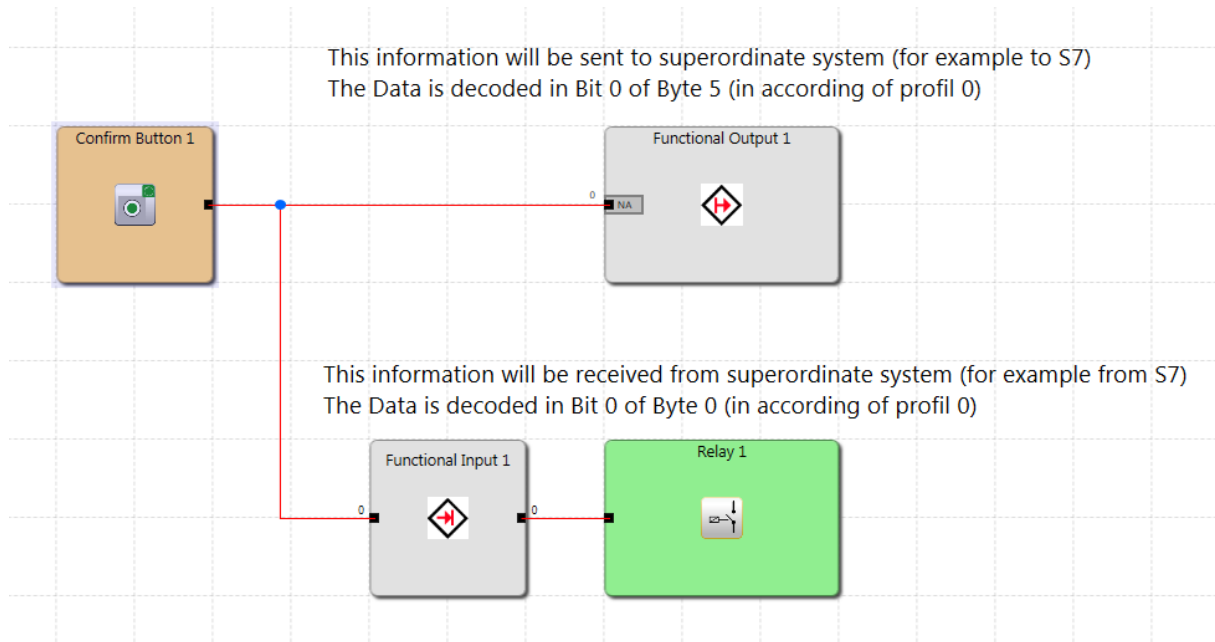 This information will be sent to superordinate system (for example to S7)
The Data is decoded in Bit 0 of Byte 5 (in according of profil 0)
Confirm Button 1
Functional Output 1
0
NA
This information will be received from superordinate system (for example from S7)
The Data is decoded in Bit 0 of Byte 0 (in according of profil 0)
Functional Input 1
Relay 1
0
0